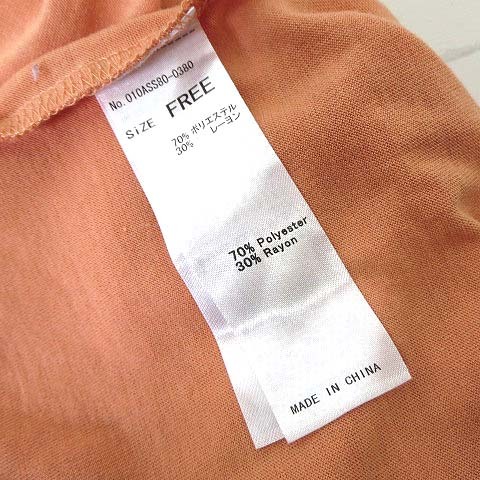 No. 010ASS80-0380
SiZE FREE
70% ポリエステル
30% レーヨン
70% Polyester
30% Rayon
MADE IN CHINA